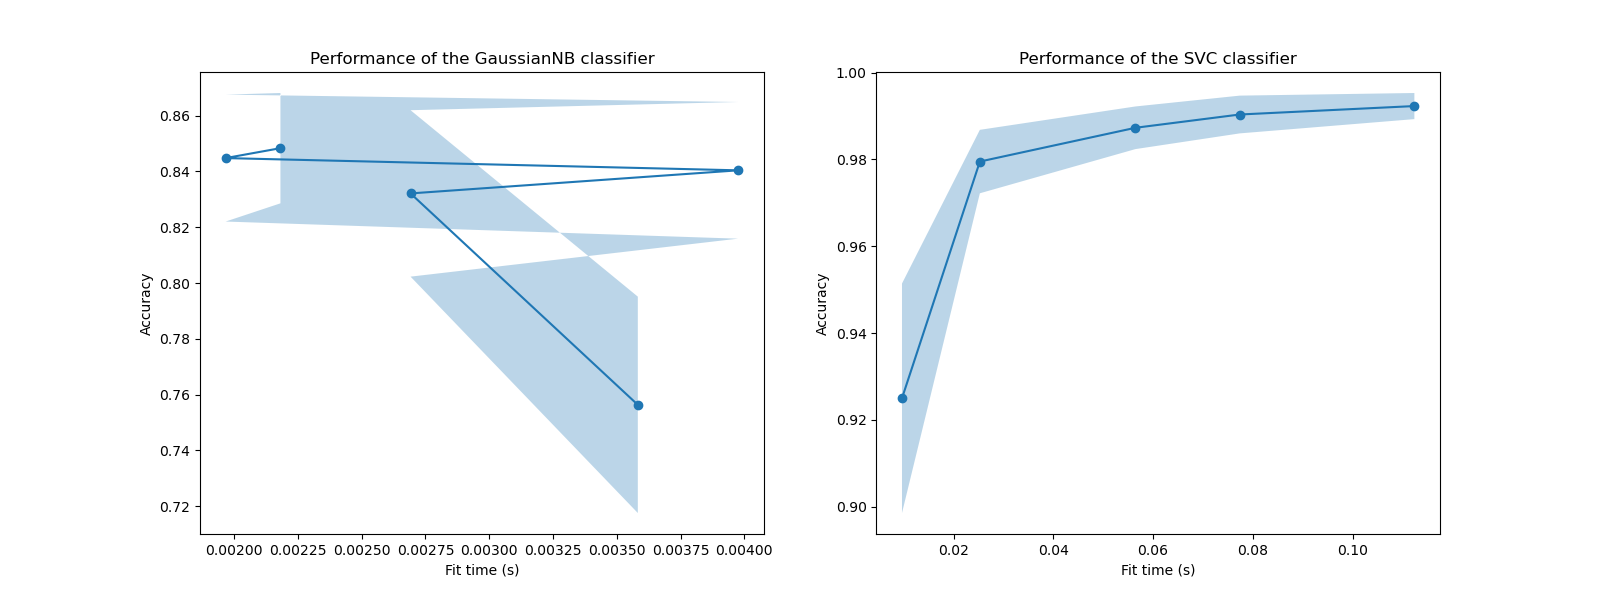 Performance of the GaussianNB classifier
Accuracy
0.86
0.84
0.82
0.80
0.78
0.76
0.74
0.72
0.00200 0.00225 0.00250 0.00275 0.00300 0.00325 0.00350 0.00375 0.00400
Fit time (s)
Performance of the SVC classifier
Accuracy
1.00
0.98
0.96
0.94
0.92
0.90
0.02 0.04 0.06 0.08 0.10
Fit time (s)